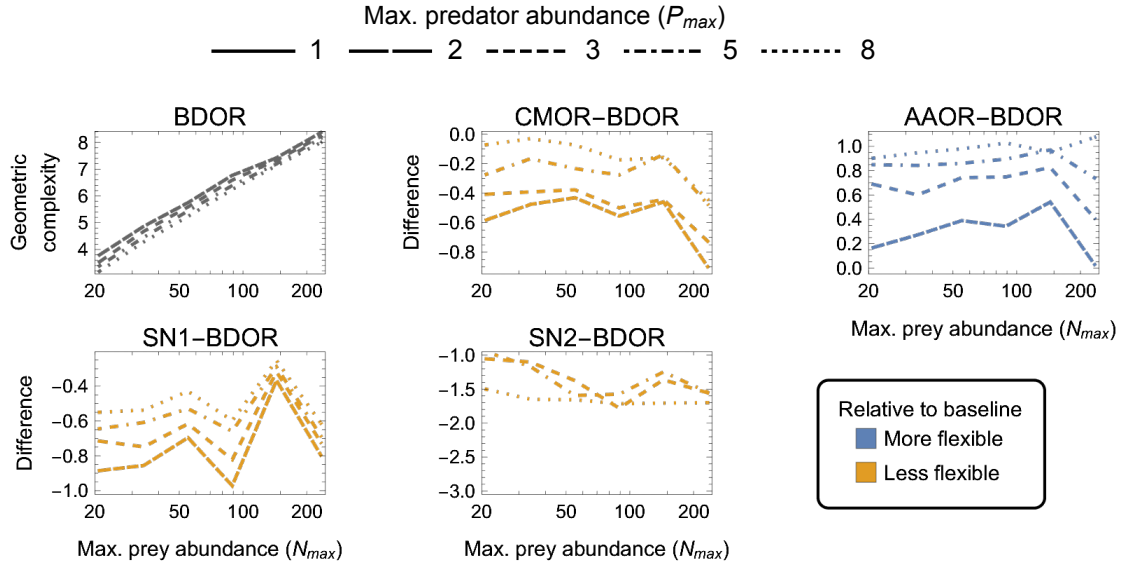 Max. predator abundance (Pmax)
1 2 3 5 8
BDOR
Geometric complexity
8
7
6
5
4
20 50 100 200
CMOR−BDOR
Difference
0.0
−0.2
−0.4
−0.6
−0.8
20 50 100 200
AAOR−BDOR
1.0
0.8
0.6
0.4
0.2
0.0
20 50 100 200
Max. prey abundance (Nmax)
SN1−BDOR
Difference
−0.4
−0.6
−0.8
−1.0
20 50 100 200
Max. prey abundance (Nmax)
SN2−BDOR
−1.0
−1.5
−2.0
−2.5
−3.0
20 50 100 200
Max. prey abundance (Nmax)
Relative to baseline
More flexible
Less flexible